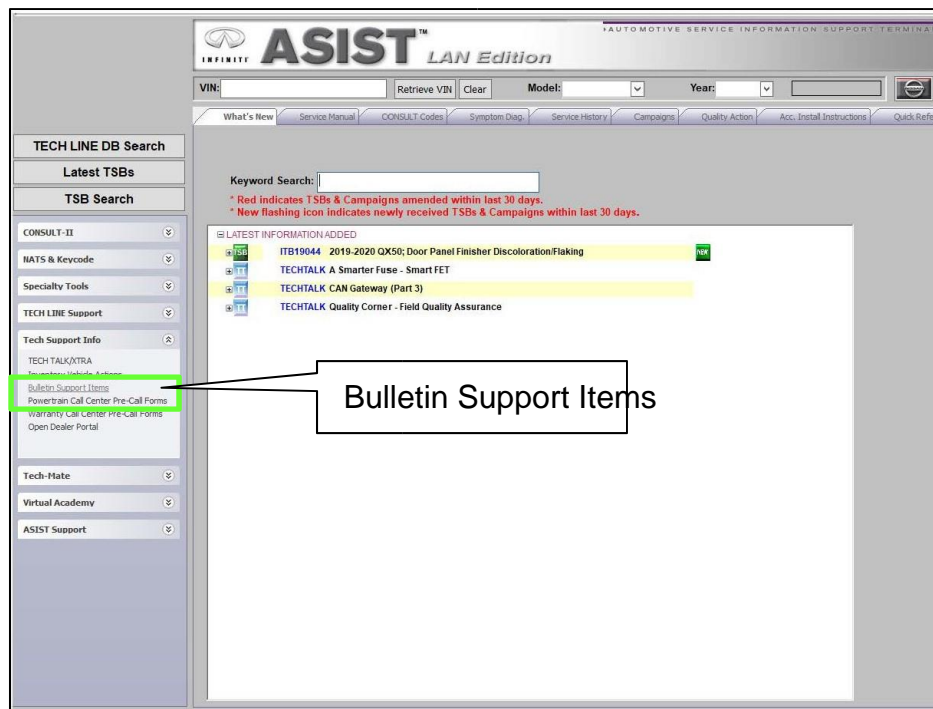 INFINITI
ASIST™
LAN Edition
›AUTOMOTIVE SERVICE INFORMATION SUPPORT TERMINA
VIN:
Retrieve VIN
Clear
Model:
Year:
What's New
Service Manual
CONSULT Codes
Symptom Diag.
Service History
Campaigns
Quality Action
Acc. Install Instructions
Quick Refe
TECH LINE DB Search
Latest TSBs
TSB Search
CONSULT-II
NATS & Keycode
Specialty Tools
TECH LINE Support
Tech Support Info
TECH TALK/XTRA
Inventory Vehicle Actions
Bulletin Support Items
Powertrain Call Center Pre-Call Forms
Warranty Call Center Pre-Call Forms
Open Dealer Portal
Tech-Mate
Virtual Academy
ASIST Support
Keyword Search:
* Red indicates TSBs & Campaigns amended within last 30 days.
* New flashing icon indicates newly received TSBs & Campaigns within last 30 days.
LATEST INFORMATION ADDED
TSB ITB19044 2019-2020 QX50; Door Panel Finisher Discoloration/Flaking NEW
TT TECHTALK A Smarter Fuse - Smart FET
TT TECHTALK CAN Gateway (Part 3)
TT TECHTALK Quality Corner - Field Quality Assurance
Bulletin Support Items